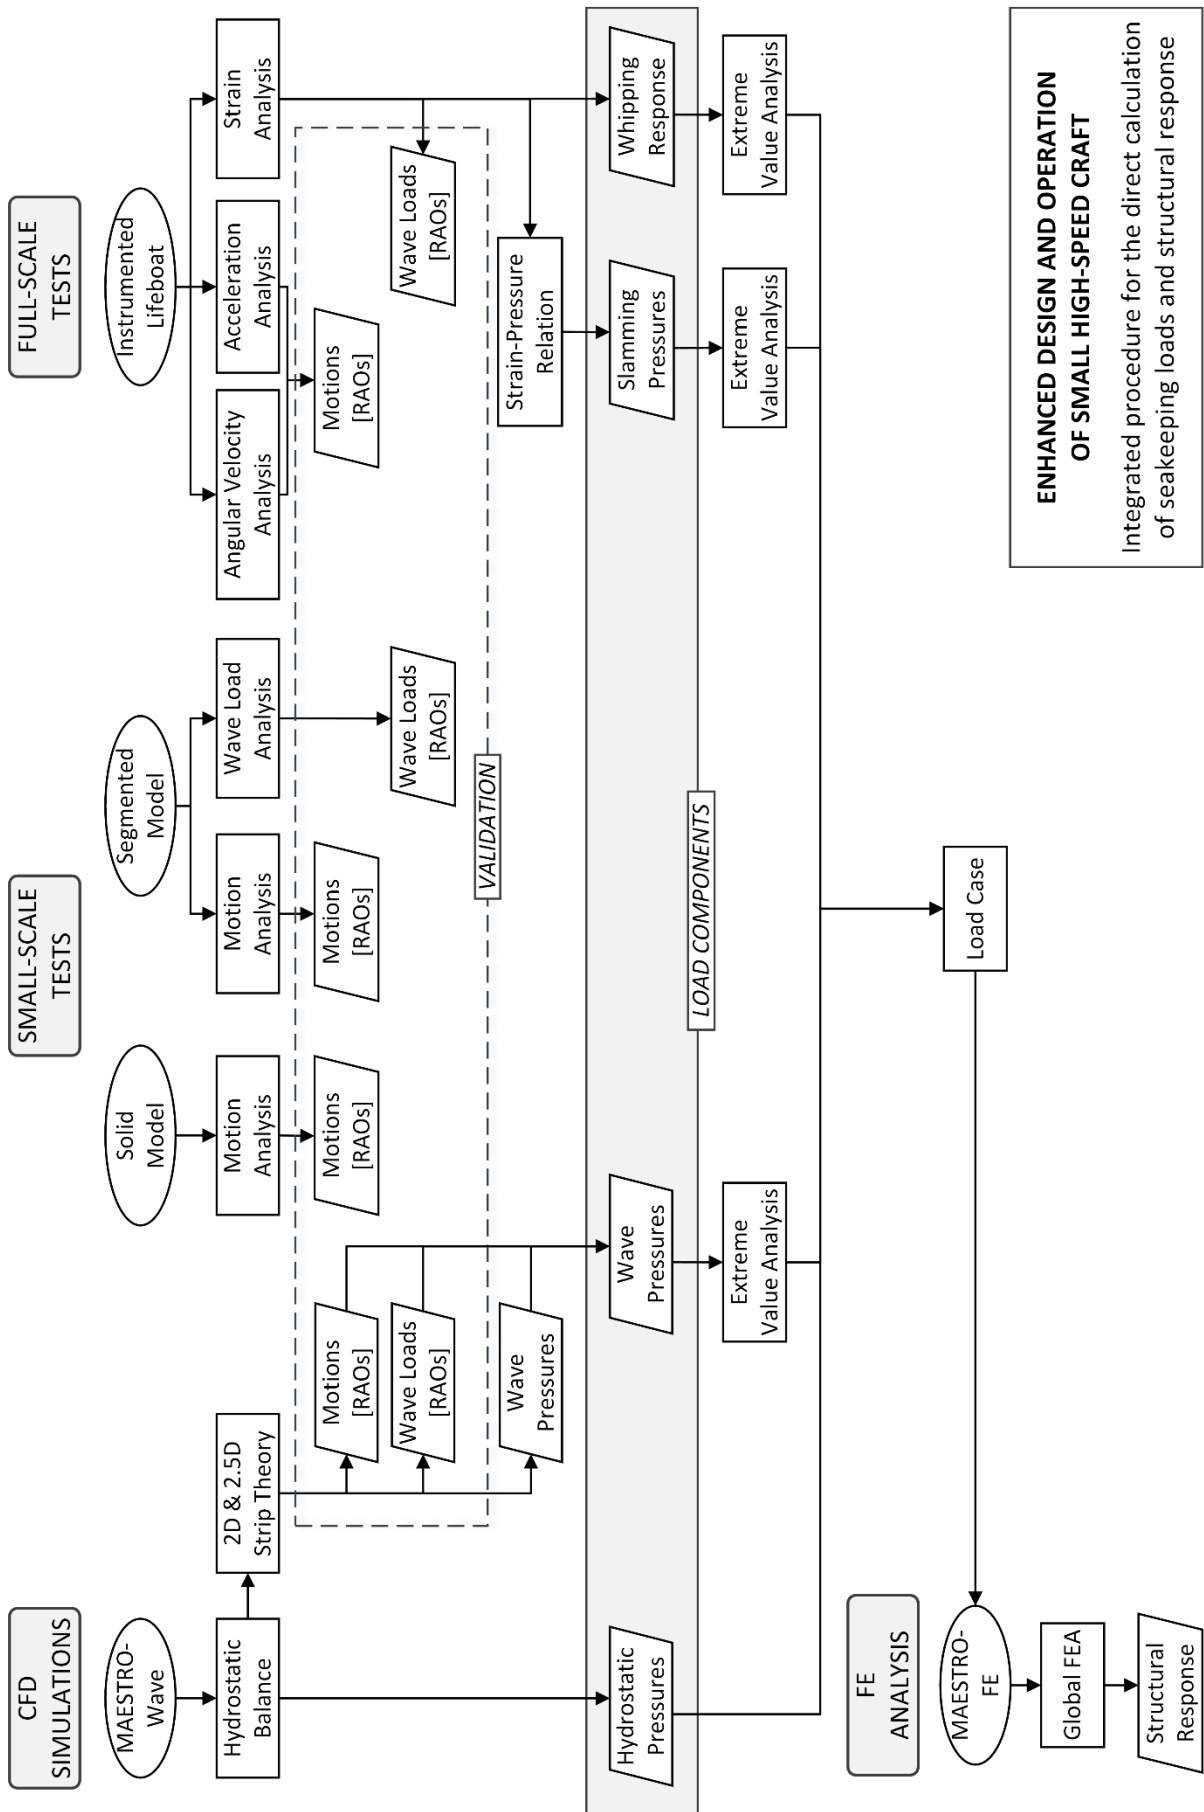 CFD
SIMULATIONS
SMALL-SCALE
TESTS
FULL-SCALE
TESTS
MAESTRO-
Wave
Solid
Model
Segmented
Model
Instrumented
Lifeboat
Hydrostatic
Balance
2D & 2.5D
Strip Theory
Motion
Analysis
Motion
Analysis
Wave Load
Analysis
Angular Velocity
Analysis
Acceleration
Analysis
Strain
Analysis
Motions
[RAOs]
Motions
[RAOs]
Motions
[RAOs]
Motions
[RAOs]
Wave Loads
[RAOs]
Wave Loads
[RAOs]
Wave Loads
[RAOs]
VALIDATION
Wave
Pressures
Strain-Pressure
Relation
Hydrostatic
Pressures
Wave
Pressures
Slamming
Pressures
Whipping
Response
LOAD COMPONENTS
Extreme
Value Analysis
Extreme
Value Analysis
Extreme
Value Analysis
FE
ANALYSIS
MAESTRO-
FE
Load Case
Global FEA
Structural
Response
ENHANCED DESIGN AND OPERATION
OF SMALL HIGH-SPEED CRAFT
Integrated procedure for the direct calculation
of seakeeping loads and structural response